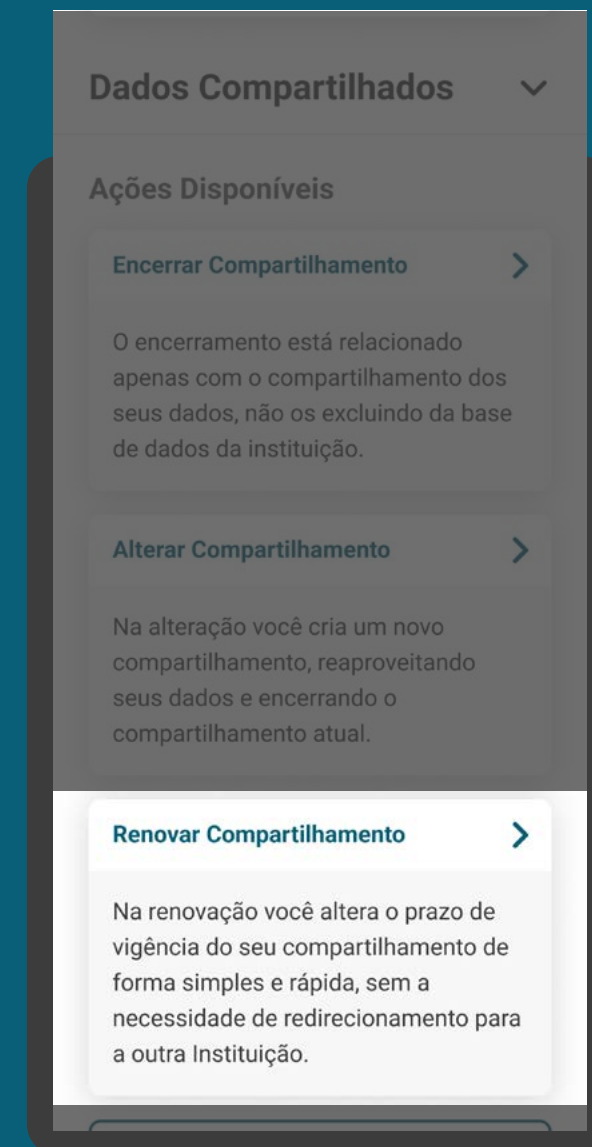 Dados Compartilhados
Ações Disponíveis
Encerrar Compartilhamento
O encerramento está relacionado
apenas com o compartilhamento dos
seus dados, não os excluindo da base
de dados da instituição.
Alterar Compartilhamento
Na alteração você cria um novo
compartilhamento, reaproveitando
seus dados e encerrando o
compartilhamento atual.
Renovar Compartilhamento
Na renovação você altera o prazo de
vigência do seu compartilhamento de
forma simples e rápida, sem a
necessidade de redirecionamento para
a outra Instituição.